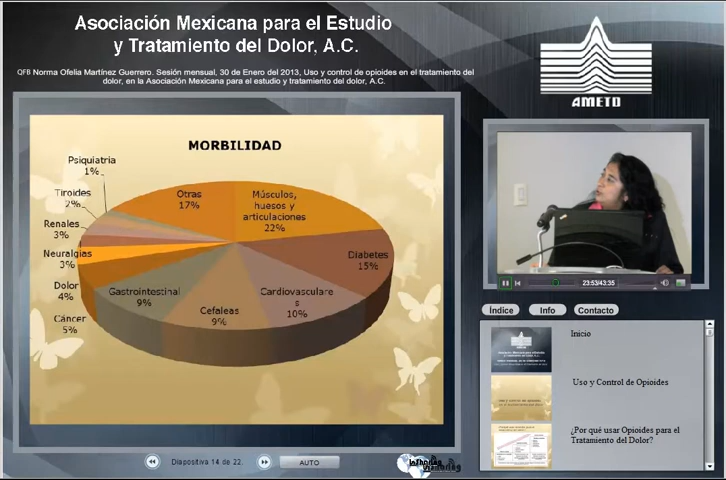 Asociación Mexicana para el Estudio
y Tratamiento del Dolor, A.C.
QFB Norma Ofelia Martínez Guerrero. Sesión mensual, 30 de Enero del 2013, Uso y control de opioides en el tratamiento del
dolor, en la Asociación Mexicana para el estudio y tratamiento del dolor, A.C.
AMETD
MORBILIDAD
Psiquiatria
1%
Tiroides
2%
Renales
3%
Neuralgias
3%
Dolor
4%
Cáncer
5%
Otras
17%
Músculos,
huesos y
articulaciones
22%
Diabetes
15%
Cardiovasculare
s
10%
Cefaleas
9%
Gastrointestinal
9%
23:53/43:35
Índice
Info
Contacto
Inicio
Uso y Control de Opioides
¿Por qué usar Opioides para el
Tratamiento del Dolor?
Diapositiva 14 de 22.
AUTO